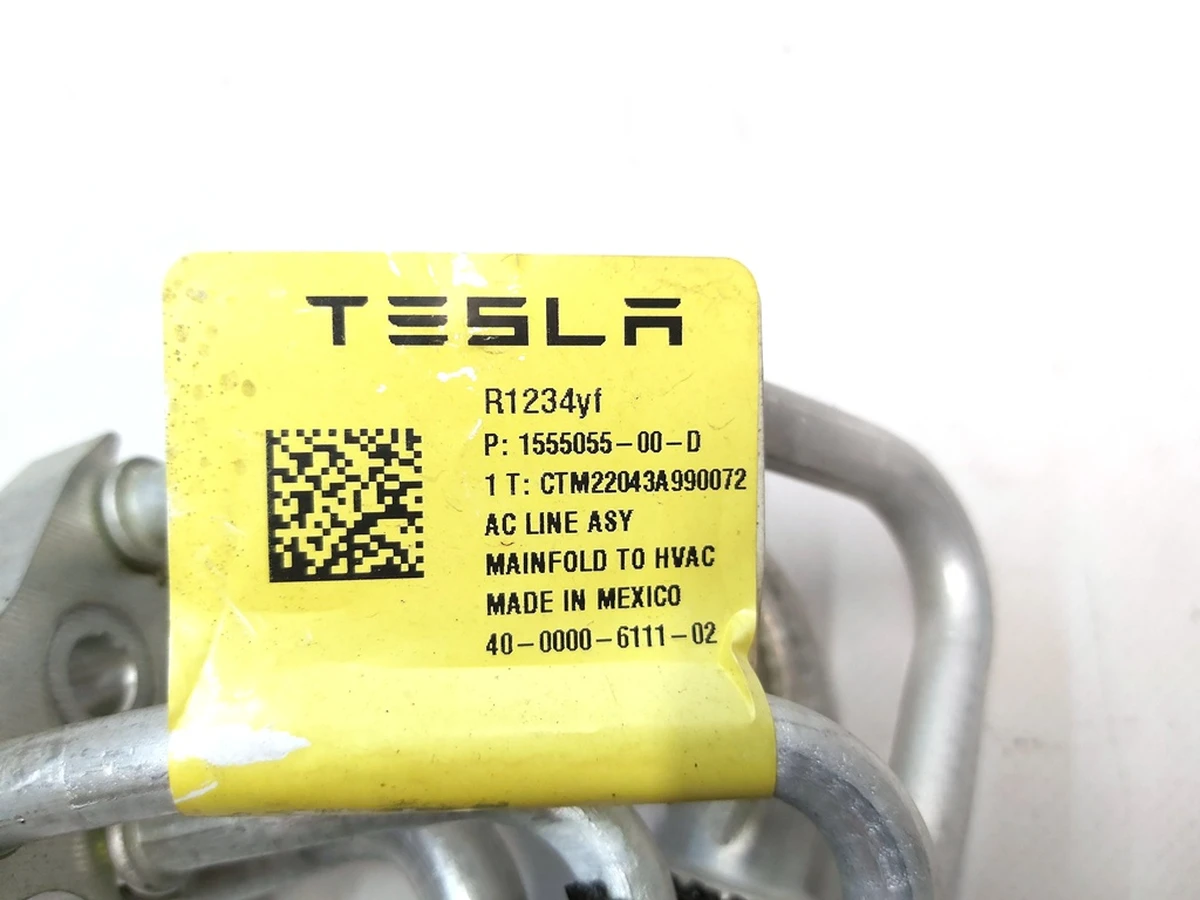 TESLA
R1234yf
P: 1555055-00-D
1 T: CTM22043A990072
AC LINE ASY
MAINFOLD TO HVAC
MADE IN MEXICO
40-0000-6111-02